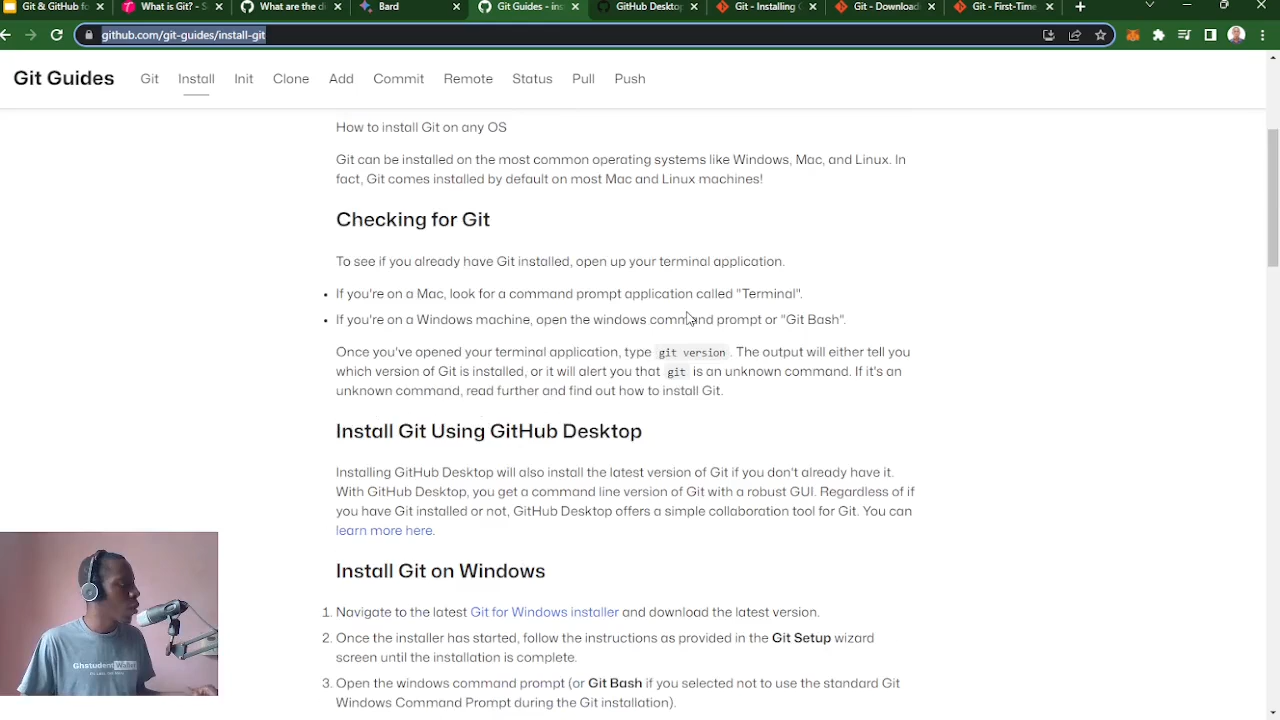 Git & GitHub fo
What is Git? - S
What are the di
Bard
Git Guides - ins
GitHub Desktop
Git - Installing
Git - Download
Git - First-Time
github.com/git-guides/install-git
Git Guides
Git
Install
Init
Clone
Add
Commit
Remote
Status
Pull
Push
How to install Git on any OS
Git can be installed on the most common operating systems like Windows, Mac, and Linux. In
fact, Git comes installed by default on most Mac and Linux machines!
Checking for Git
To see if you already have Git installed, open up your terminal application.
• If you're on a Mac, look for a command prompt application called "Terminal".
• If you're on a Windows machine, open the windows command prompt or "Git Bash".
Once you've opened your terminal application, type git version. The output will either tell you
which version of Git is installed, or it will alert you that git is an unknown command. If it's an
unknown command, read further and find out how to install Git.
Install Git Using GitHub Desktop
Installing GitHub Desktop will also install the latest version of Git if you don't already have it.
With GitHub Desktop, you get a command line version of Git with a robust GUI. Regardless of if
you have Git installed or not, GitHub Desktop offers a simple collaboration tool for Git. You can
learn more here.
Install Git on Windows
1. Navigate to the latest Git for Windows installer and download the latest version.
2. Once the installer has started, follow the instructions as provided in the Git Setup wizard
screen until the installation is complete.
3. Open the windows command prompt (or Git Bash if you selected not to use the standard Git
Windows Command Prompt during the Git installation).
Ghstudent Wallet